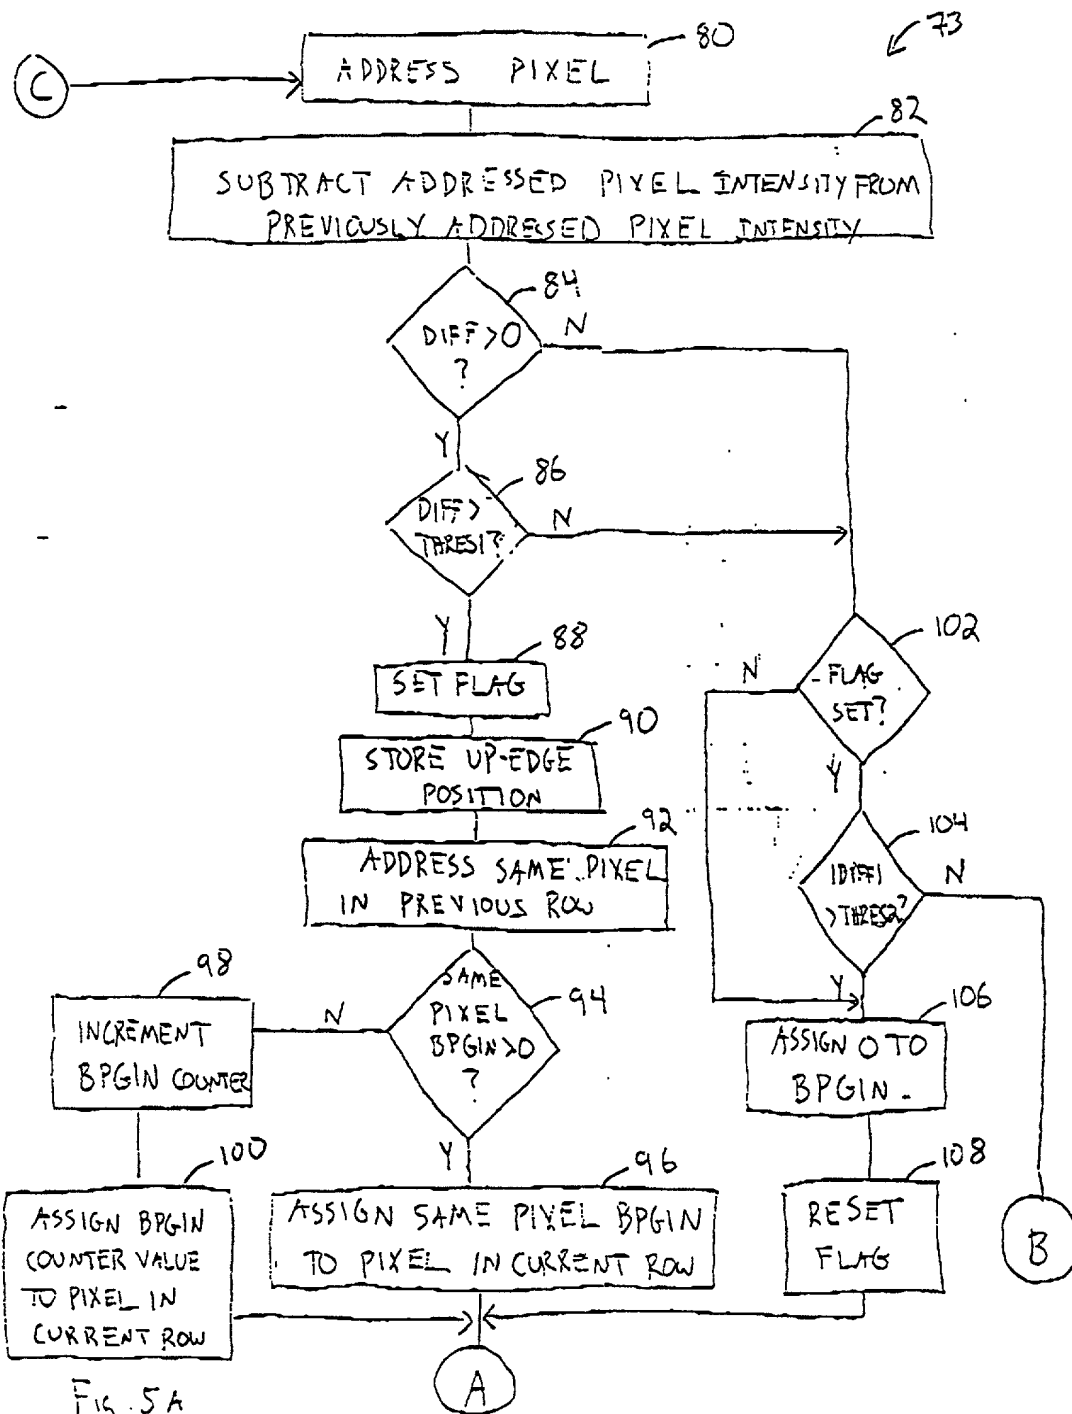 73
80
C
ADDRESS PIXEL
82
SUBTRACT ADDRESSED PIXEL INTENSITY FROM
PREVIOUSLY ADDRESSED PIXEL INTENSITY
84
DIFF>0
?
N
Y
86
DIFF>
THRES1?
N
Y
88
SET FLAG
102
FLAG
SET?
N
Y
90
STORE UP-EDGE
POSITION
92
ADDRESS SAME PIXEL
IN PREVIOUS ROW
104
|DIFF|
>THRES2?
N
Y
94
SAME
PIXEL
BPGIN>0
?
N
Y
98
INCREMENT
BPGIN COUNTER
106
ASSIGN 0 TO
BPGIN
100
ASSIGN BPGIN
COUNTER VALUE
TO PIXEL IN
CURRENT ROW
96
ASSIGN SAME PIXEL BPGIN
TO PIXEL IN CURRENT ROW
108
RESET
FLAG
B
A
FIG. 5A